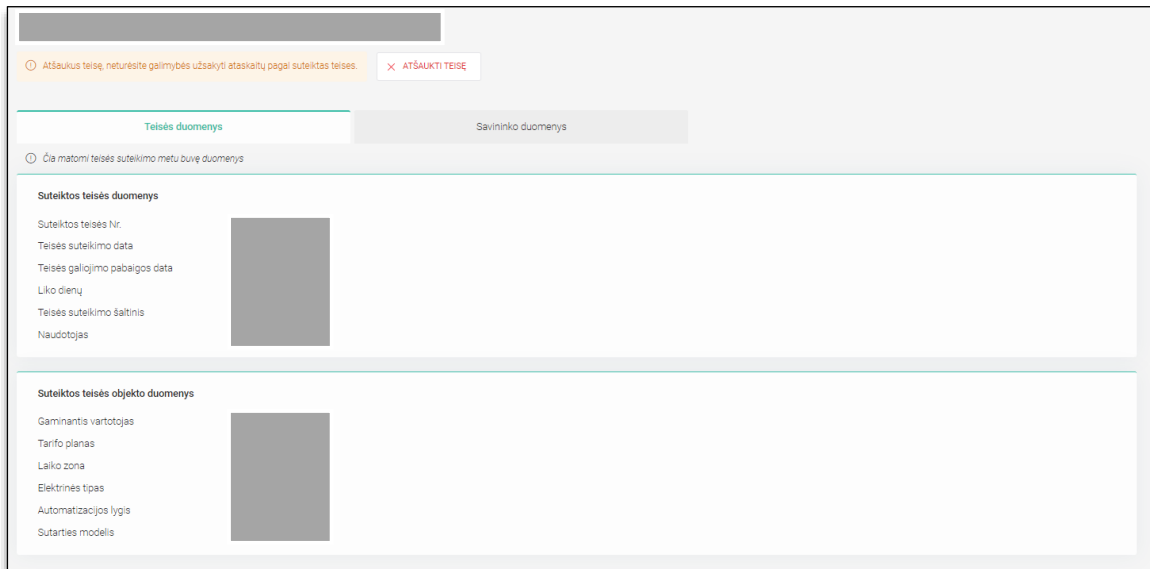 Atšaukus teisę, neturėsite galimybės užsakyti ataskaitų pagal suteiktas teises.
ATŠAUKTI TEISĘ
Teisės duomenys
Savininko duomenys
Čia matomi teisės suteikimo metu buvę duomenys
Suteiktos teisės duomenys
Suteiktos teisės Nr.
Teisės suteikimo data
Teisės galiojimo pabaigos data
Liko dienų
Teisės suteikimo šaltinis
Naudotojas
Suteiktos teisės objekto duomenys
Gaminantis vartotojas
Tarifo planas
Laiko zona
Elektrinės tipas
Automatizacijos lygis
Sutarties modelis